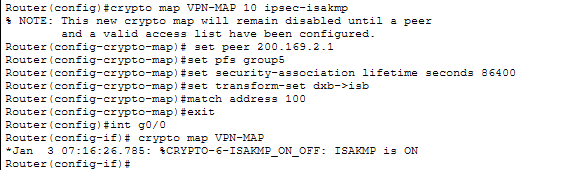 Router(config)#crypto map VPN-MAP 10 ipsec-isakmp
% NOTE: This new crypto map will remain disabled until a peer
and a valid access list have been configured.
Router(config-crypto-map)# set peer 200.169.2.1
Router(config-crypto-map)#set pfs group5
Router(config-crypto-map)#set security-association lifetime seconds 86400
Router(config-crypto-map)#set transform-set dxb->isb
Router(config-crypto-map)#match address 100
Router(config-crypto-map)#exit
Router(config)#int g0/0
Router(config-if)# crypto map VPN-MAP
*Jan  3 07:16:26.785: %CRYPTO-6-ISAKMP_ON_OFF: ISAKMP is ON
Router(config-if)#